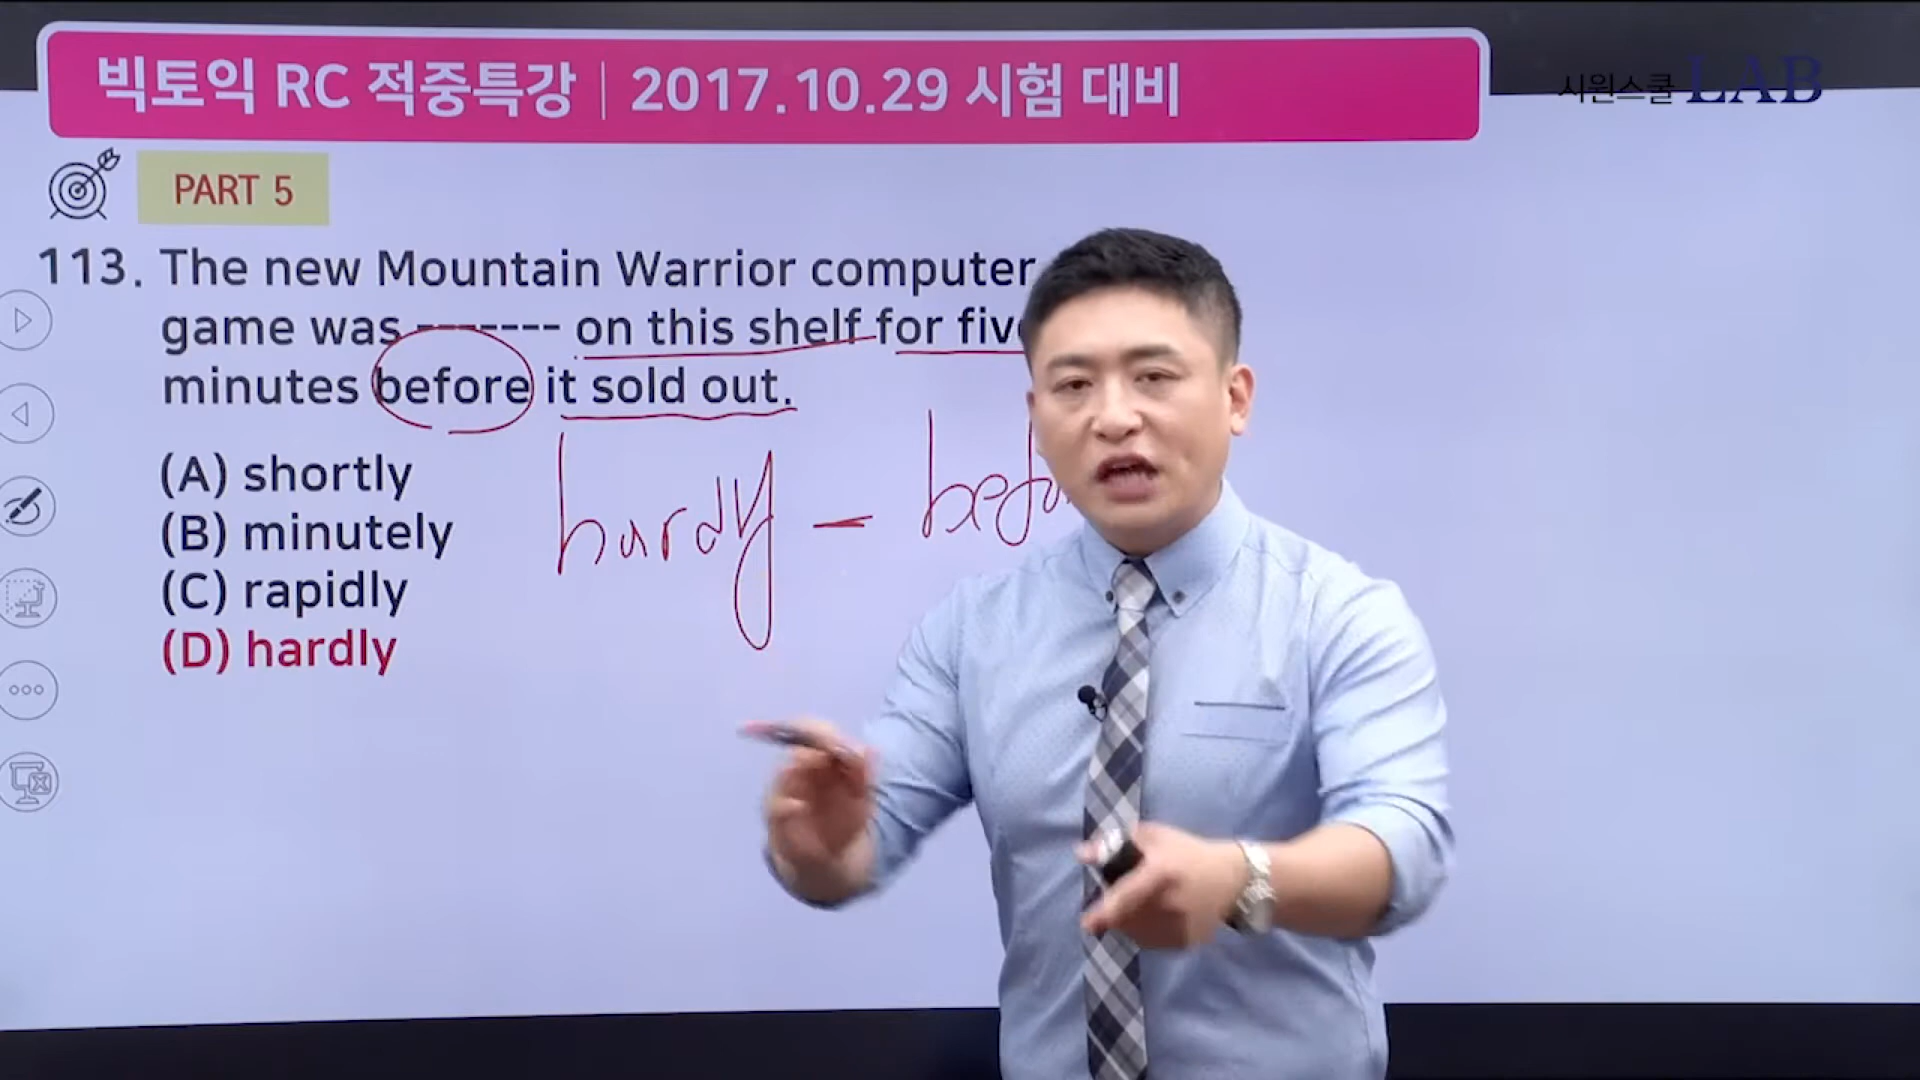 빅토익 RC 적중특강 | 2017.10.29 시험 대비
시원스쿨 LAB
PART 5
113. The new Mountain Warrior computer
game was ------- on this shelf for
minutes before it sold out.
hardly –
(A) shortly
(B) minutely
(C) rapidly
(D) hardly